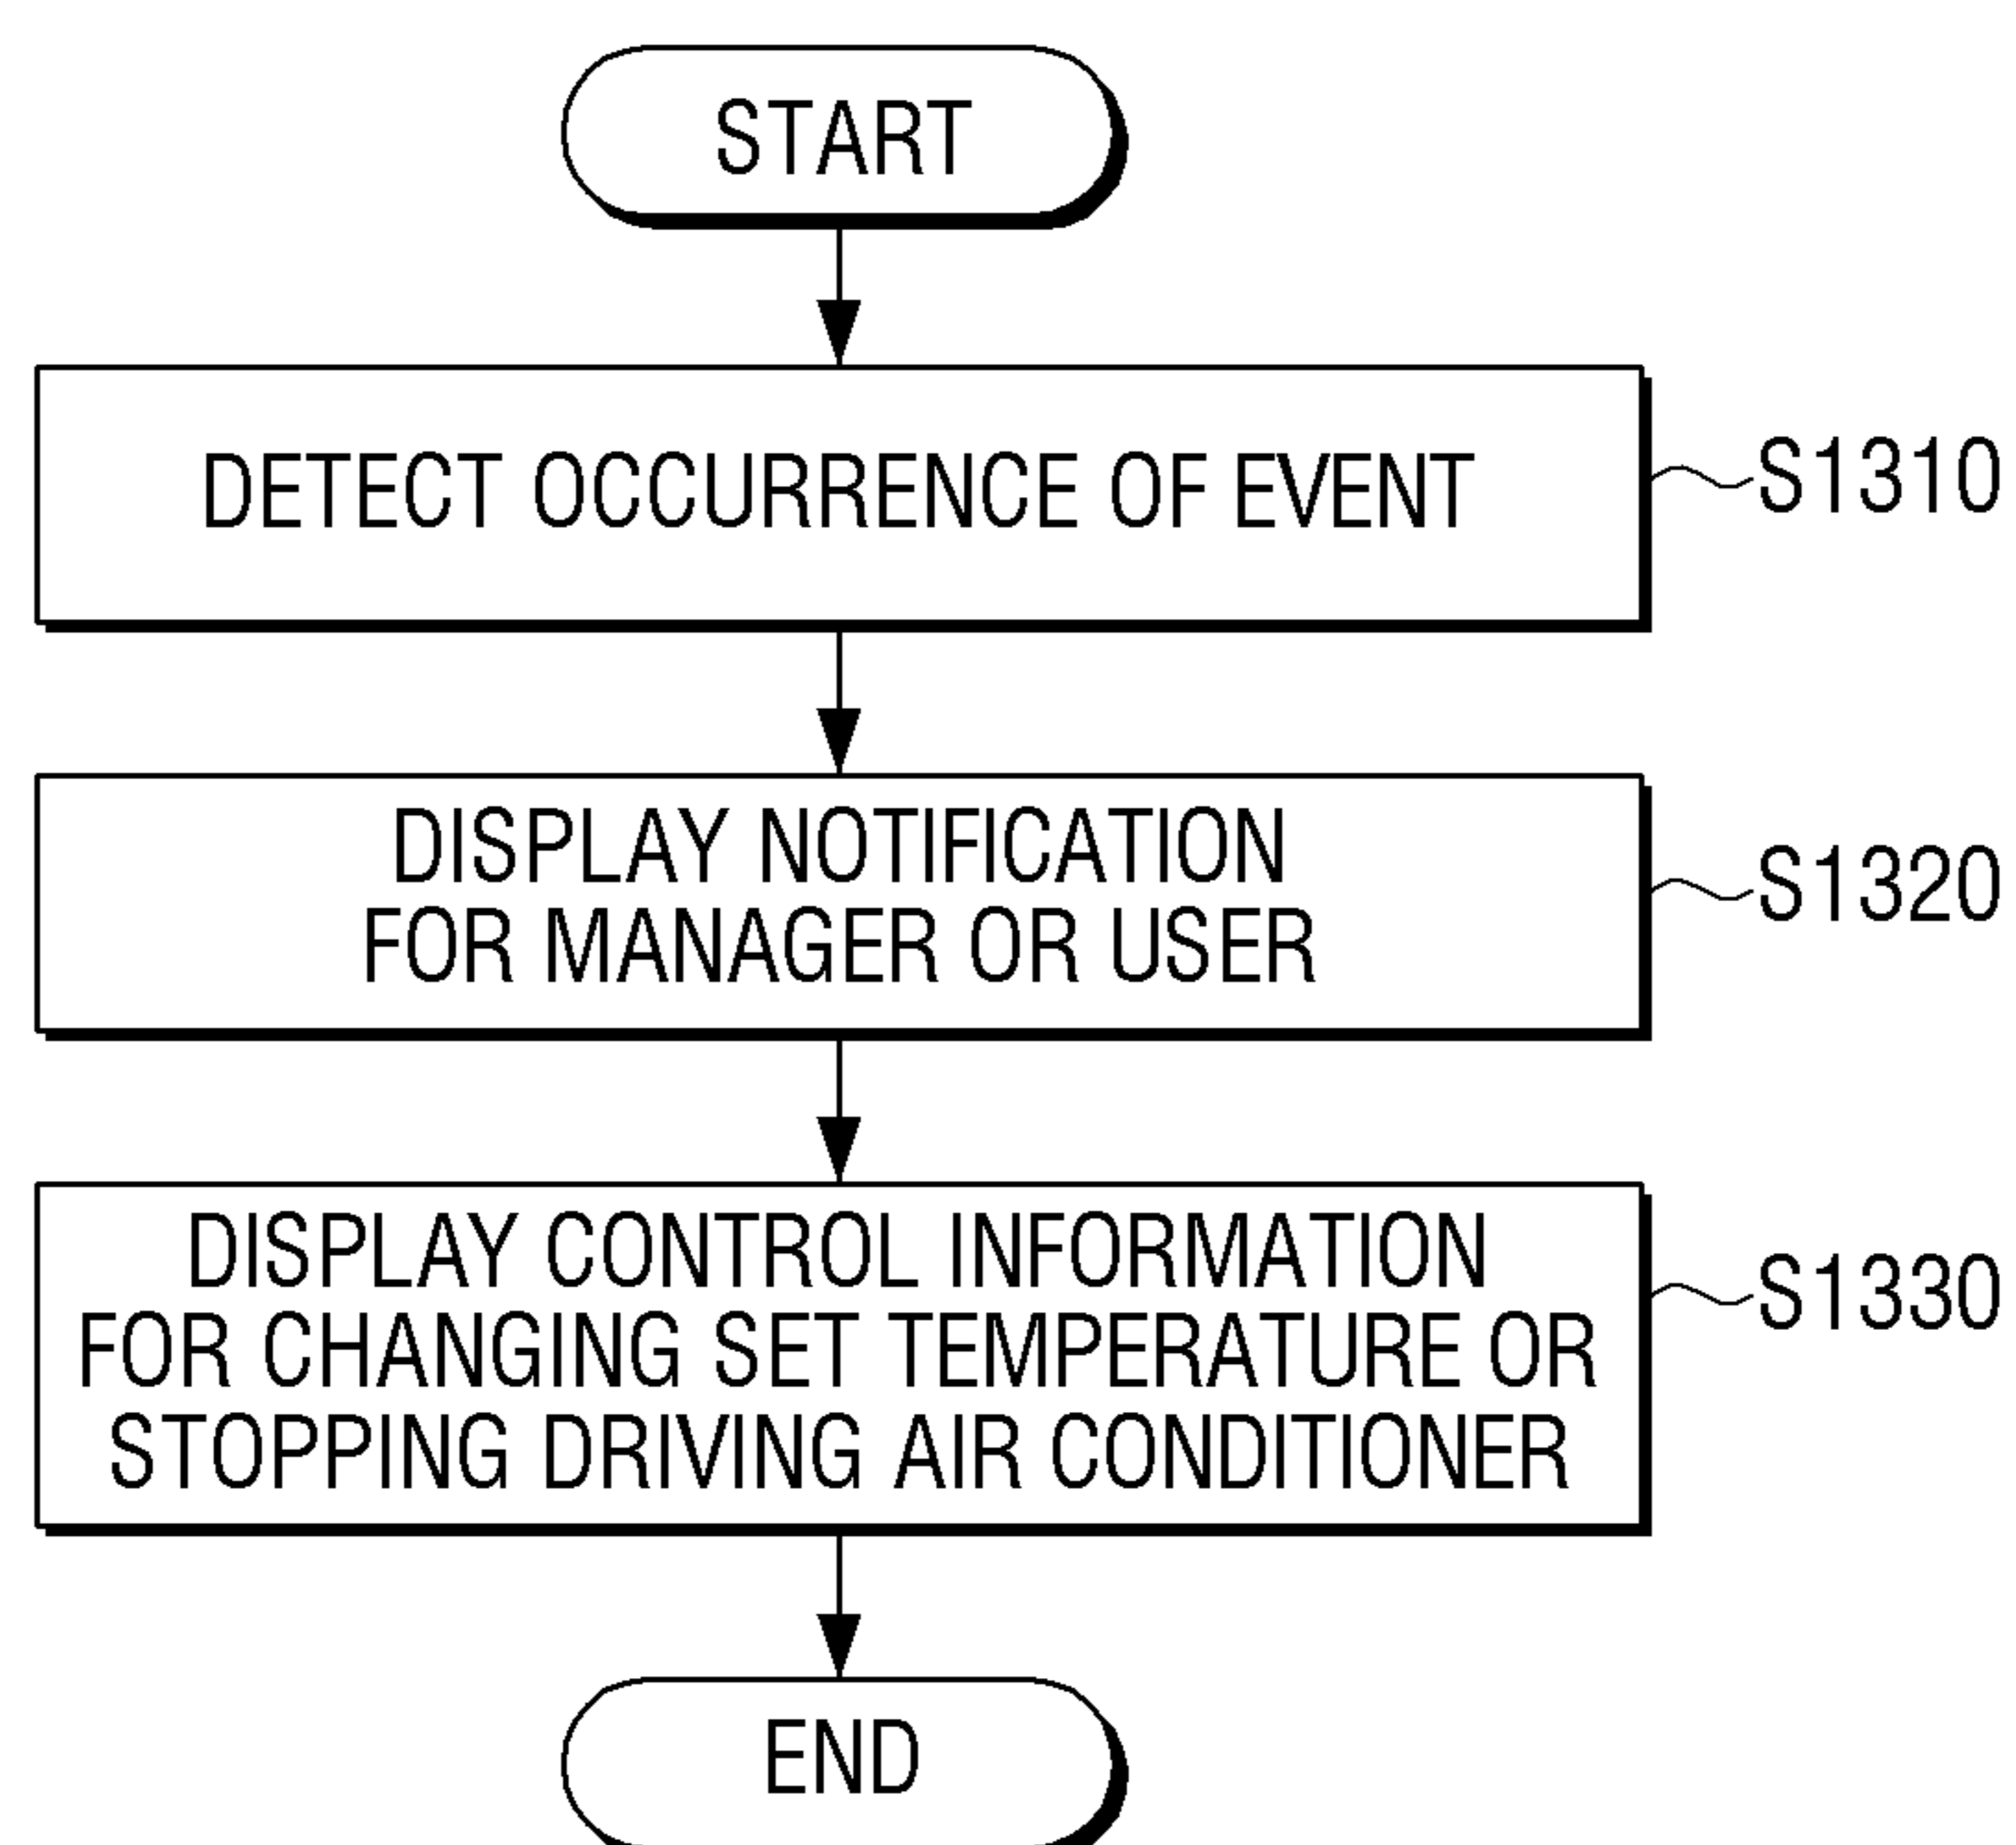 START
DETECT OCCURRENCE OF EVENT
S1310
DISPLAY NOTIFICATION
FOR MANAGER OR USER
S1320
DISPLAY CONTROL INFORMATION
FOR CHANGING SET TEMPERATURE OR
STOPPING DRIVING AIR CONDITIONER
S1330
END